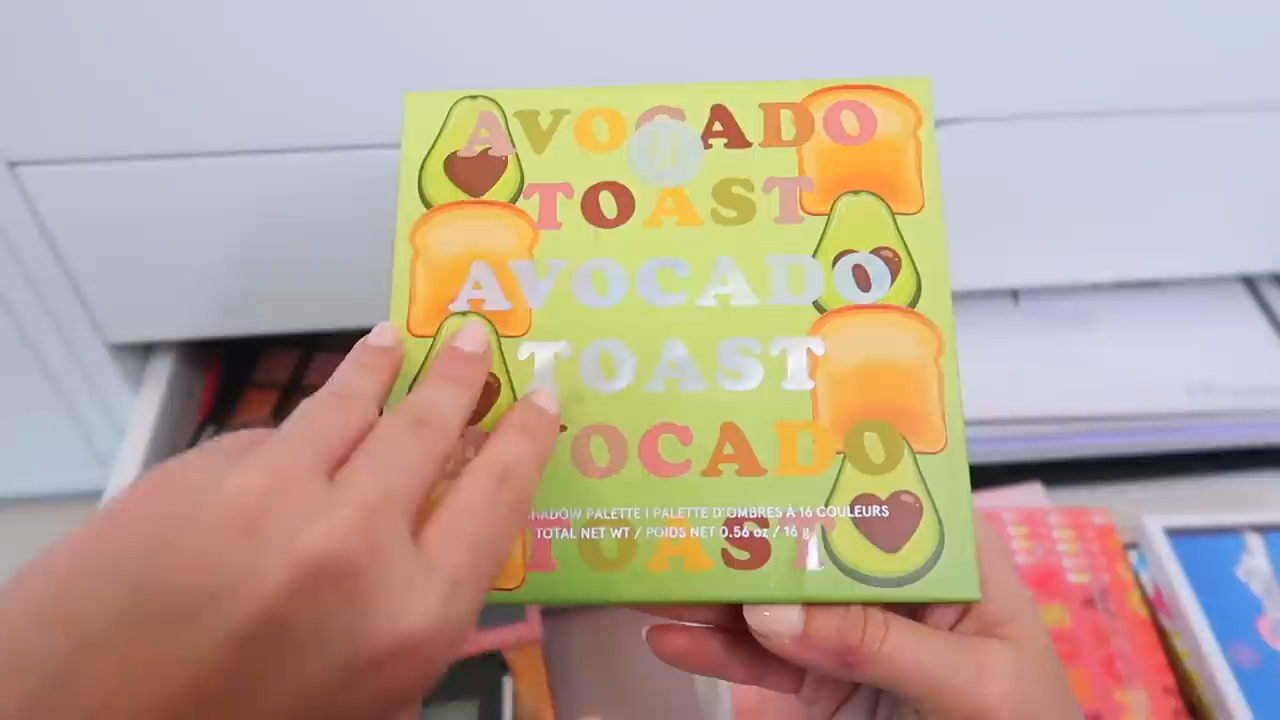 AVOCADO
TOAST
AVOCADO
TOAST
VOCADO
HADOW PALETTE | PALETTE D'OMBRES À 16 COULEURS
TOTAL NET WT / POIDS NET 0.56 oz / 16 g
TOAST